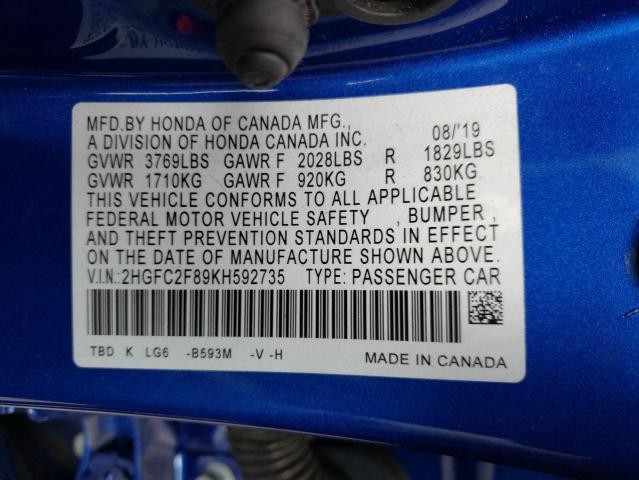 MFD.BY HONDA OF CANADA MFG.,
A DIVISION OF HONDA CANADA INC. 08/'19
GVWR 3769LBS GAWR F 2028LBS R 1829LBS
GVWR 1710KG GAWR F 920KG R 830KG
THIS VEHICLE CONFORMS TO ALL APPLICABLE
FEDERAL MOTOR VEHICLE SAFETY , BUMPER ,
AND THEFT PREVENTION STANDARDS IN EFFECT
ON THE DATE OF MANUFACTURE SHOWN ABOVE.
V.I.N.:2HGFC2F89KH592735 TYPE: PASSENGER CAR
TBD K LG6 -B593M -V -H MADE IN CANADA